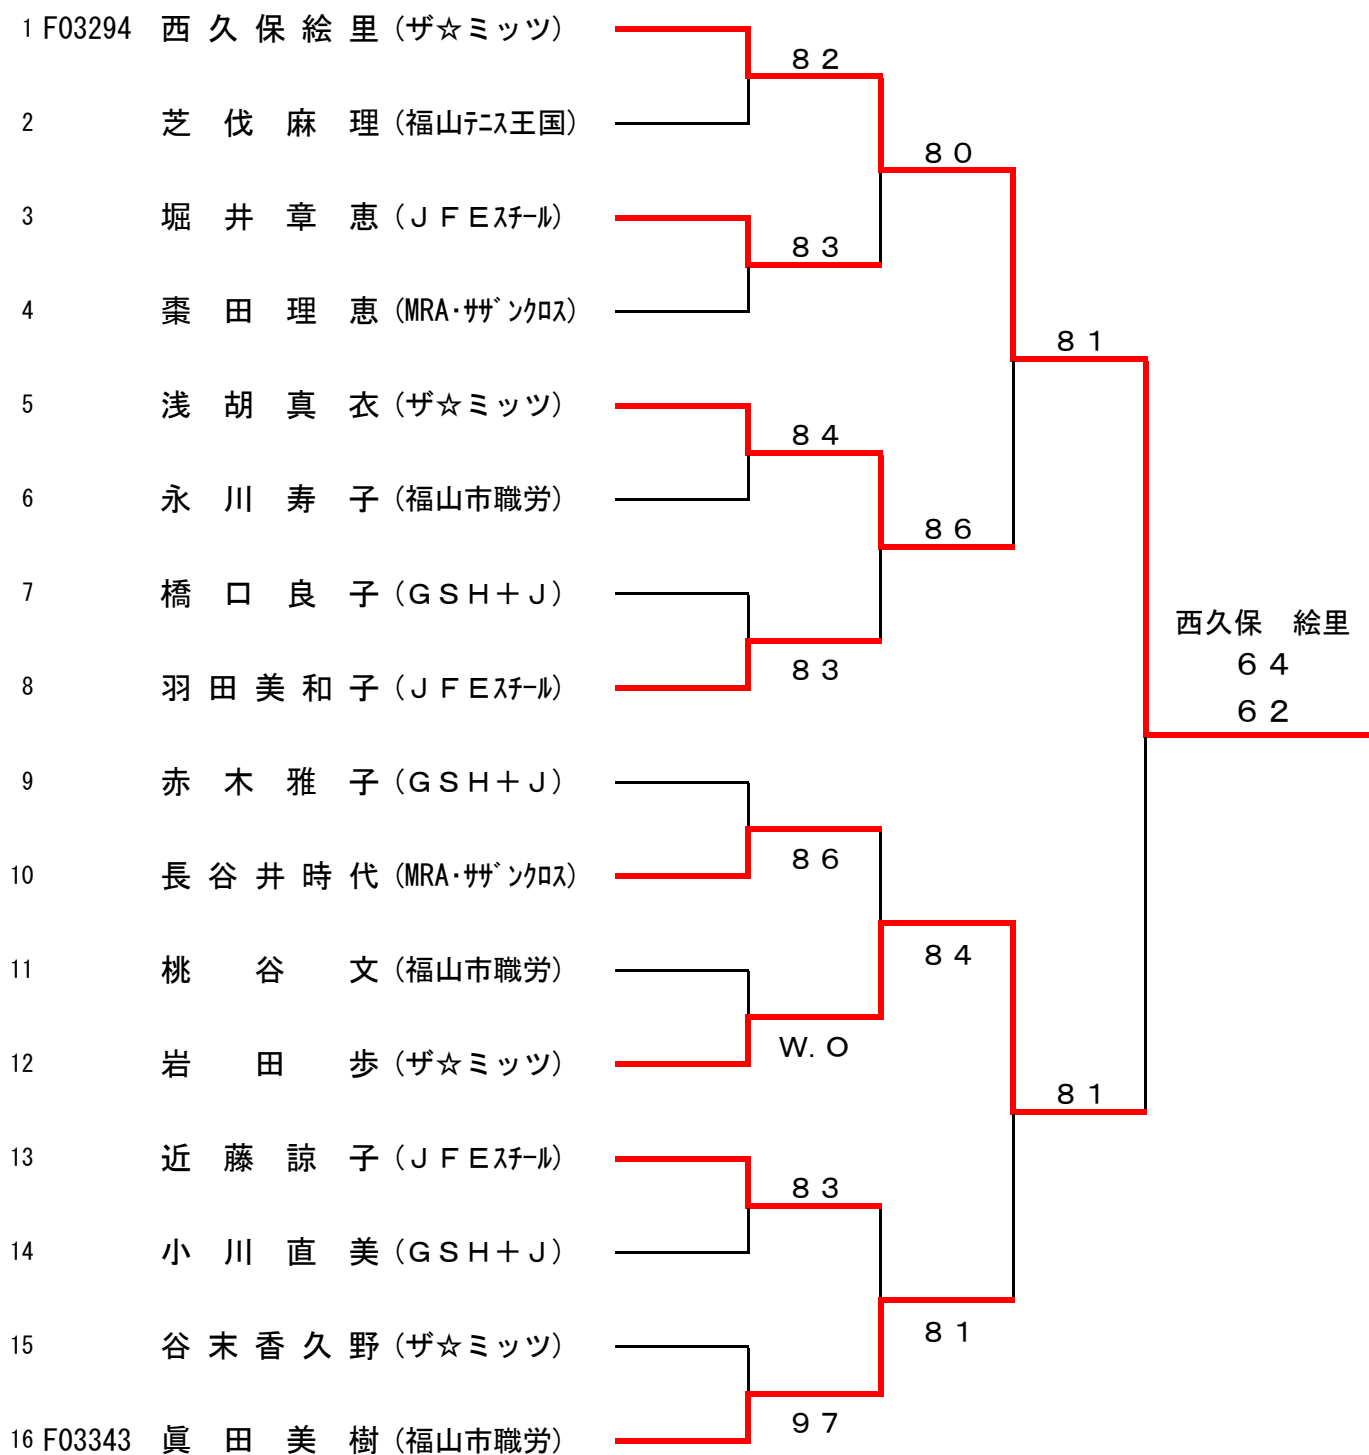 1 F03294 西久保絵里 (ザ☆ミッツ)
82
2 芝伐麻理 (福山ﾃﾆｽ王国)
80
3 堀井章恵 (ＪＦＥｽﾁｰﾙ)
83
4 棗田理恵 (MRA・ｻｻﾞﾝｸﾛｽ)
81
5 浅胡真衣 (ザ☆ミッツ)
84
6 永川寿子 (福山市職労)
86
7 橋口良子 (ＧＳＨ＋Ｊ)
西久保 絵里
83
64
8 羽田美和子 (ＪＦＥｽﾁｰﾙ)
62
9 赤木雅子 (ＧＳＨ＋Ｊ)
86
10 長谷井時代 (MRA・ｻｻﾞﾝｸﾛｽ)
84
11 桃谷文 (福山市職労)
W.O
12 岩田歩 (ザ☆ミッツ)
81
13 近藤諒子 (ＪＦＥｽﾁｰﾙ)
83
14 小川直美 (ＧＳＨ＋Ｊ)
81
15 谷末香久野 (ザ☆ミッツ)
97
16 F03343 眞田美樹 (福山市職労)